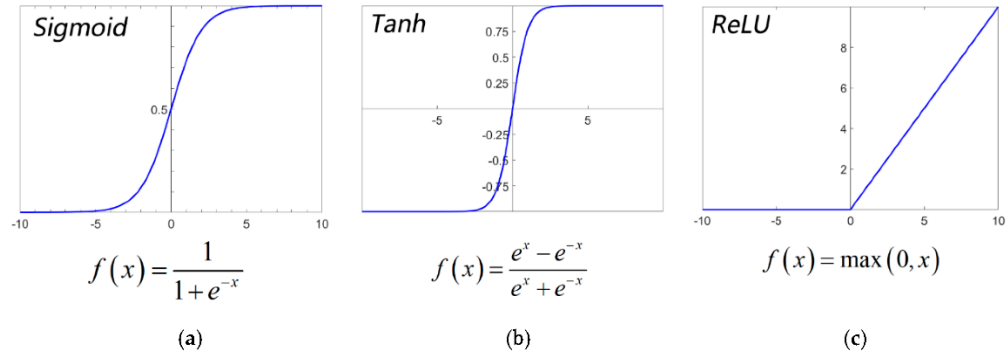 Sigmoid
0.5
-10 -5 0 5 10
f(x) = 1 / (1 + e^{-x})
(a)
Tanh
0.75
0.5
0.25
-5 5
-0.25
-0.5
-0.75
f(x) = (e^x − e^{-x}) / (e^x + e^{-x})
(b)
ReLU
8
6
4
2
-10 -5 0 5 10
f(x) = max(0, x)
(c)